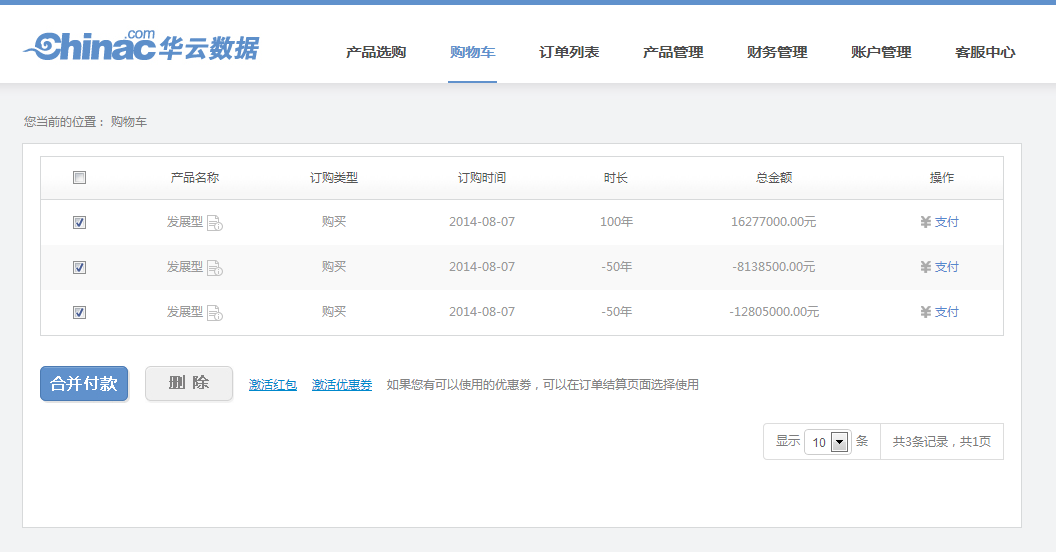 Chinac.com 华云数据
产品选购 购物车 订单列表 产品管理 财务管理 账户管理 客服中心
您当前的位置： 购物车
产品名称 订购类型 订购时间 时长 总金额 操作
发展型 购买 2014-08-07 100年 16277000.00元 ¥ 支付
发展型 购买 2014-08-07 -50年 -8138500.00元 ¥ 支付
发展型 购买 2014-08-07 -50年 -12805000.00元 ¥ 支付
合并付款 删 除 激活红包 激活优惠券 如果您有可以使用的优惠券，可以在订单结算页面选择使用
显示 10 条 共3条记录，共1页